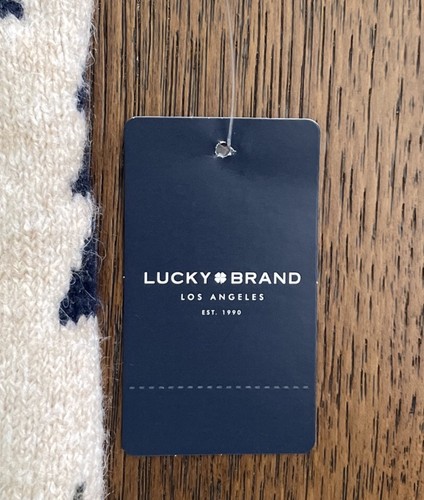 LUCKY BRAND
LOS ANGELES
EST. 1990